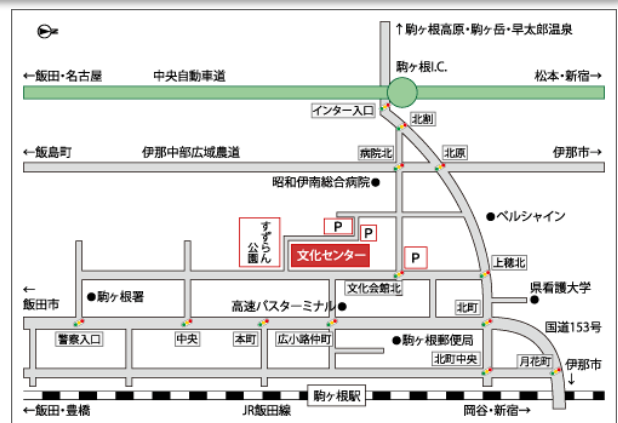 ↑駒ヶ根高原・駒ヶ岳・早太郎温泉
駒ヶ根I.C.
←飯田・名古屋
中央自動車道
松本・新宿→
インター入口
北割
←飯島町
伊那中部広域農道
病院北
北原
伊那市→
昭和伊南総合病院
ベルシャイン
すずらん
公園
P
P
文化センター
P
上穂北
文化会館北
県看護大学
←
飯田市
駒ヶ根署
高速バスターミナル
北町
国道153号
警察入口
中央
本町
広小路仲町
駒ヶ根郵便局
北町中央
月花町
伊那市
↓
駒ヶ根駅
←飯田・豊橋
JR飯田線
岡谷・新宿→